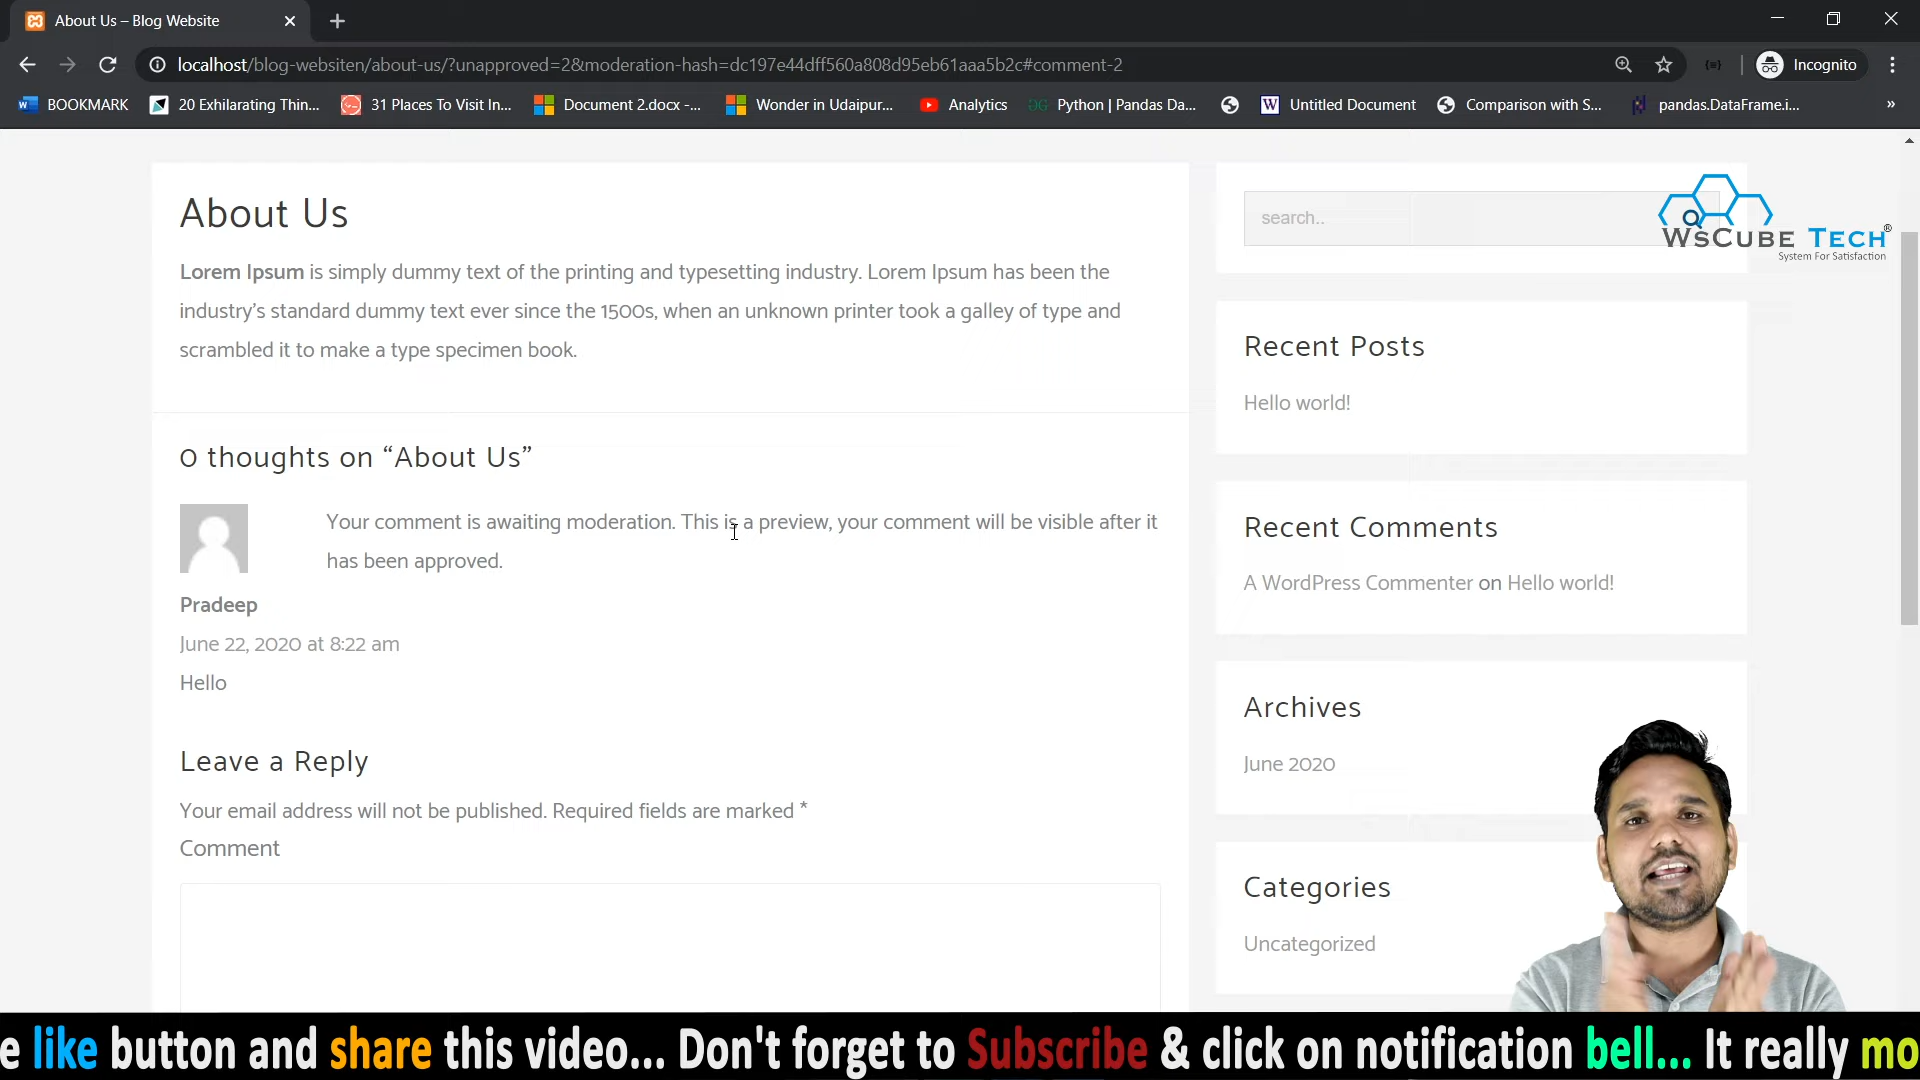 About Us – Blog Website
localhost/blog-websiten/about-us/?unapproved=2&moderation-hash=dc197e44dff560a808d95eb61aaa5b2c#comment-2
Incognito
BOOKMARK
20 Exhilarating Thin...
31 Places To Visit In...
Document 2.docx -...
Wonder in Udaipur...
Analytics
Python | Pandas Da...
Untitled Document
Comparison with S...
pandas.DataFrame.i...
About Us
Lorem Ipsum is simply dummy text of the printing and typesetting industry. Lorem Ipsum has been the
industry's standard dummy text ever since the 1500s, when an unknown printer took a galley of type and
scrambled it to make a type specimen book.
0 thoughts on “About Us”
Your comment is awaiting moderation. This is a preview, your comment will be visible after it
has been approved.
Pradeep
June 22, 2020 at 8:22 am
Hello
Leave a Reply
Your email address will not be published. Required fields are marked *
Comment
search..
WsCube Tech®
System For Satisfaction
Recent Posts
Hello world!
Recent Comments
A WordPress Commenter on Hello world!
Archives
June 2020
Categories
Uncategorized
e like button and share this video... Don't forget to Subscribe & click on notification bell... It really mo